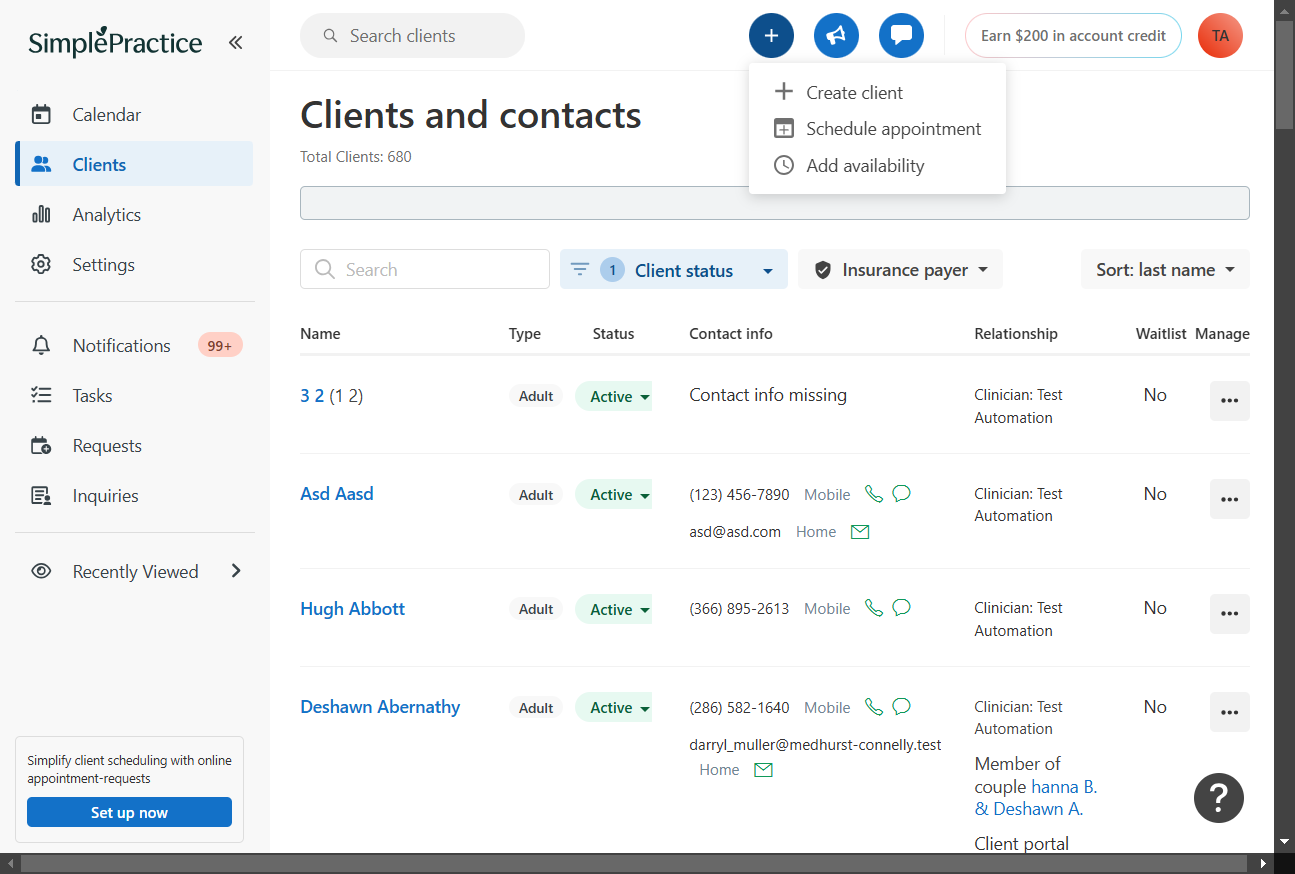 SimplePractice
Search clients
Earn $200 in account credit
TA
Create client
Schedule appointment
Add availability
Calendar
Clients
Analytics
Settings
Notifications 99+
Tasks
Requests
Inquiries
Recently Viewed
Simplify client scheduling with online
appointment-requests
Set up now
Clients and contacts
Total Clients: 680
Search
1 Client status
Insurance payer
Sort: last name
Name Type Status Contact info Relationship Waitlist Manage
3 2 (1 2) Adult Active Contact info missing Clinician: Test No
Automation
Asd Aasd Adult Active (123) 456-7890 Mobile Clinician: Test No
Automation
asd@asd.com Home
Hugh Abbott Adult Active (366) 895-2613 Mobile Clinician: Test No
Automation
Deshawn Abernathy Adult Active (286) 582-1640 Mobile Clinician: Test No
Automation
darryl_muller@medhurst-connelly.test
Home
Member of
couple hanna B.
& Deshawn A.
Client portal
?